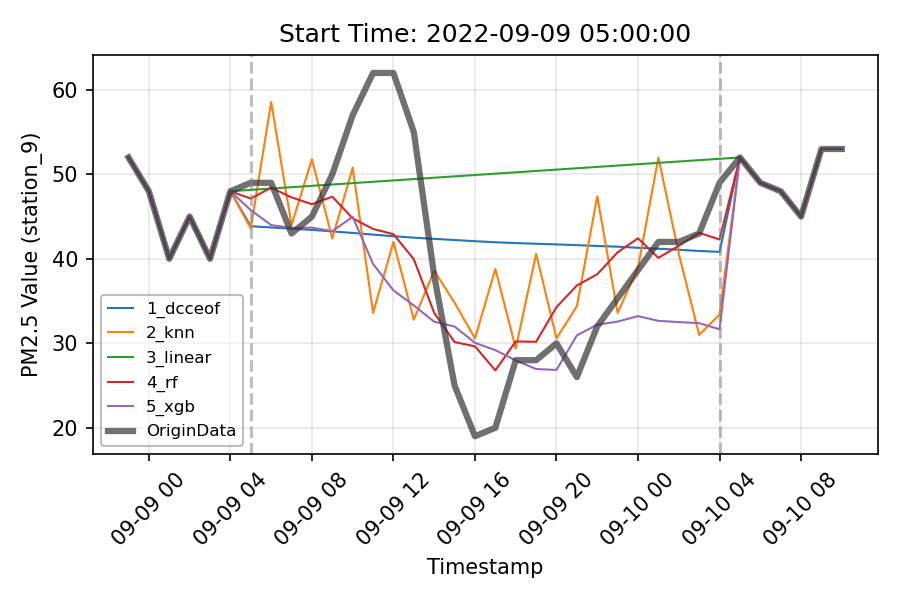 Start Time: 2022-09-09 05:00:00
PM2.5 Value (station_9)
60
50
40
30
20
1_dcceof
2_knn
3_linear
4_rf
5_xgb
OriginData
09-09 00
09-09 04
09-09 08
09-09 12
09-09 16
09-09 20
09-10 00
09-10 04
09-10 08
Timestamp